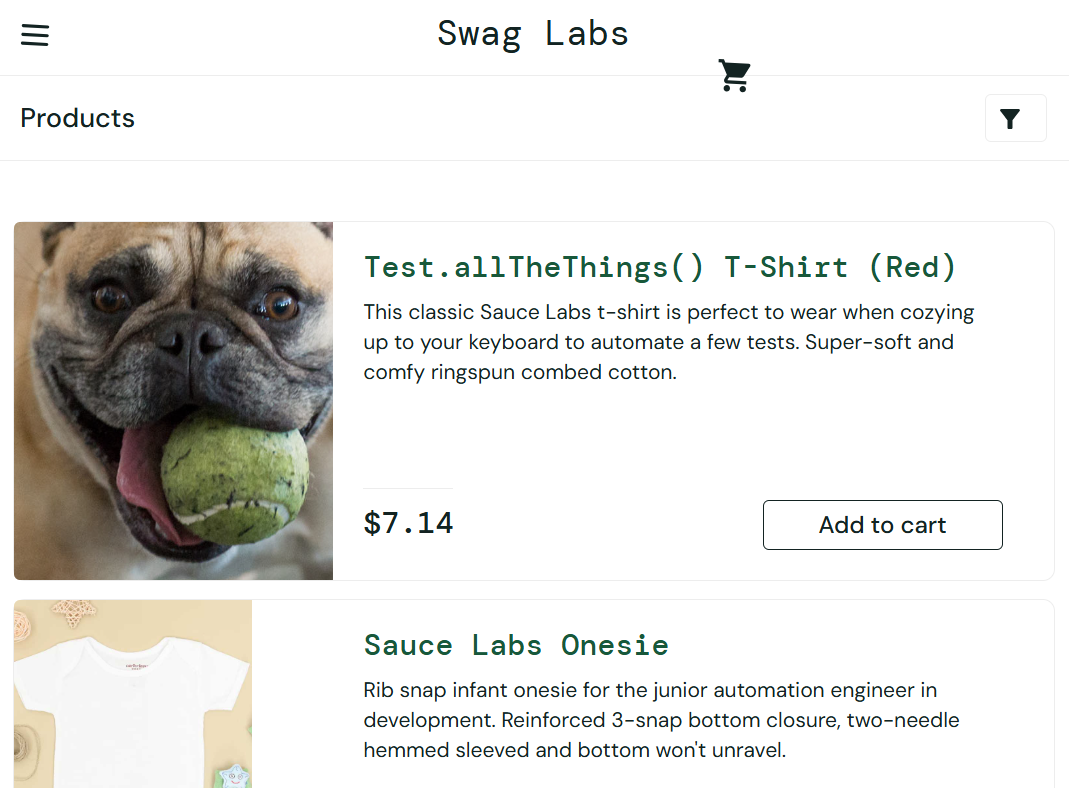 Swag Labs
Products
Test.allTheThings() T-Shirt (Red)
This classic Sauce Labs t-shirt is perfect to wear when cozying
up to your keyboard to automate a few tests. Super-soft and
comfy ringspun combed cotton.
$7.14
Add to cart
Sauce Labs Onesie
Rib snap infant onesie for the junior automation engineer in
development. Reinforced 3-snap bottom closure, two-needle
hemmed sleeved and bottom won't unravel.